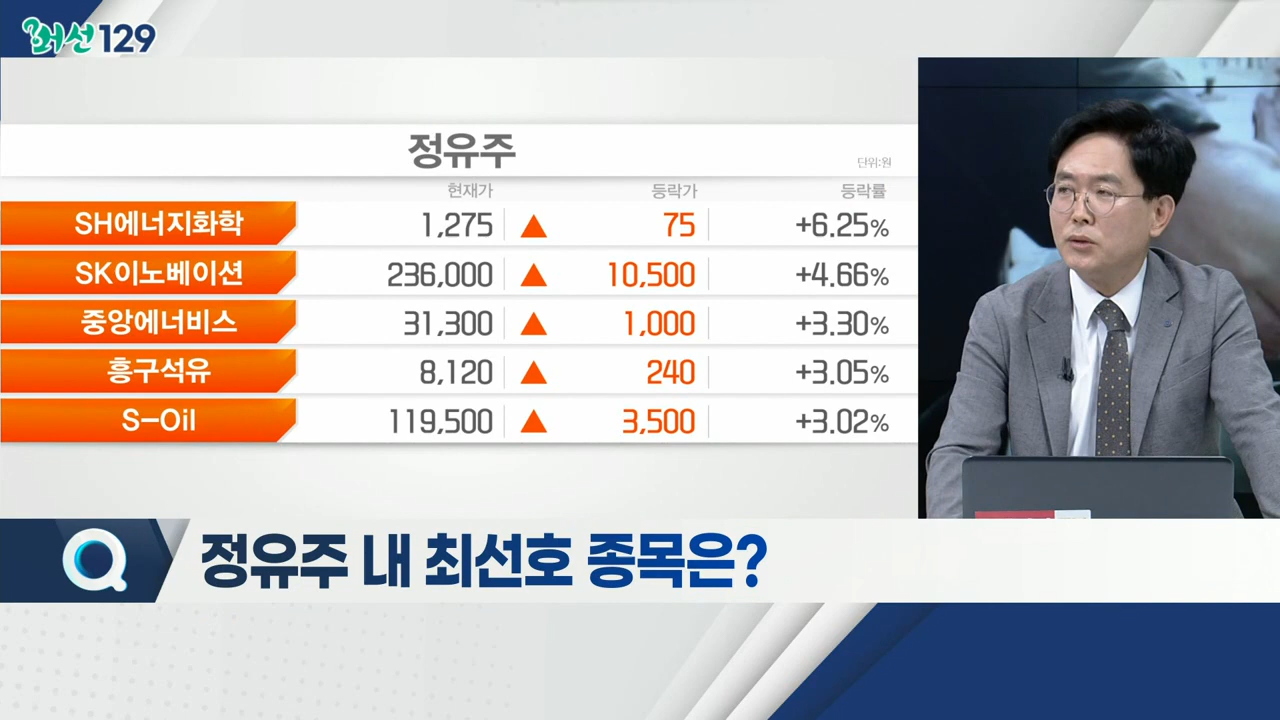 머선129
정유주
단위:원
현재가 등락가 등락률
SH에너지화학 1,275 ▲ 75 +6.25%
SK이노베이션 236,000 ▲ 10,500 +4.66%
중앙에너비스 31,300 ▲ 1,000 +3.30%
흥구석유 8,120 ▲ 240 +3.05%
S-Oil 119,500 ▲ 3,500 +3.02%
Q 정유주 내 최선호 종목은?